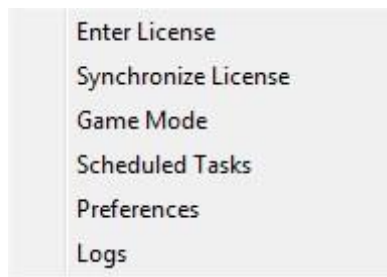 Enter License
Synchronize License
Game Mode
Scheduled Tasks
Preferences
Logs